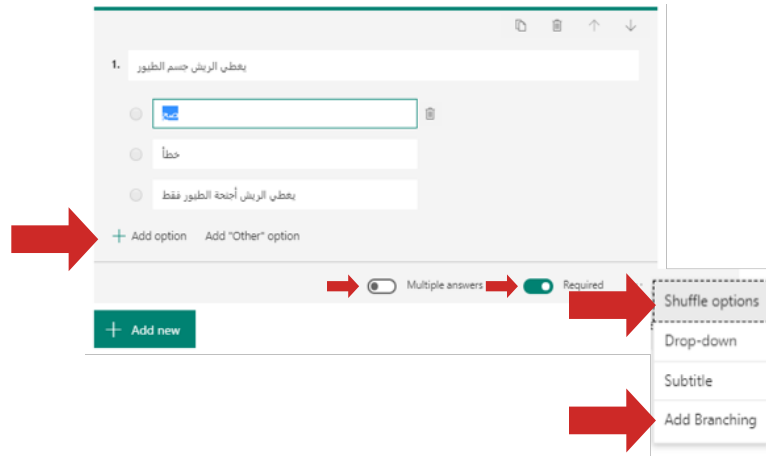 1. يغطي الريش جسم الطيور
صح
خطأ
يغطي الريش أجنحة الطيور فقط
Add option Add "Other" option
Multiple answers Required
Add new
Shuffle options
Drop-down
Subtitle
Add Branching